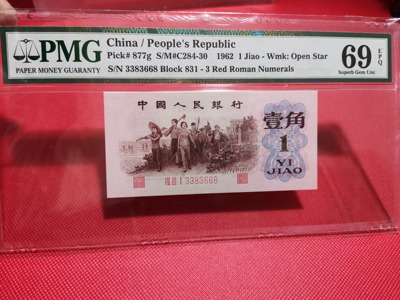 PMG
PAPER MONEY GUARANTY
China / People's Republic
Pick# 877g S/M#C284-30 1962 1 Jiao - Wmk: Open Star
S/N 3383668 Block 831 - 3 Red Roman Numerals
69 EPQ
Superb Gem Unc
中國人民銀行
壹角
1
YI
JIAO
VIII III I 3383668